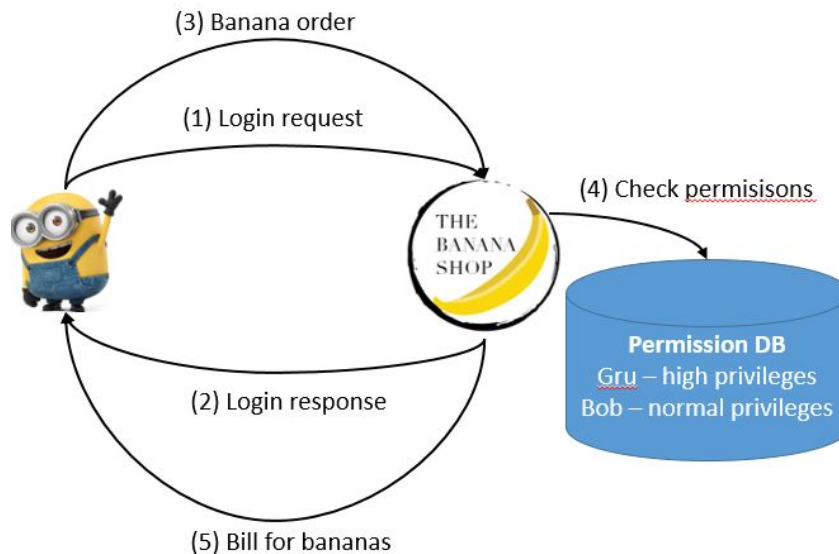 (3) Banana order
(1) Login request
(4) Check permisisons
THE
BANANA
SHOP
Permission DB
Gru – high privileges
Bob – normal privileges
(2) Login response
(5) Bill for bananas